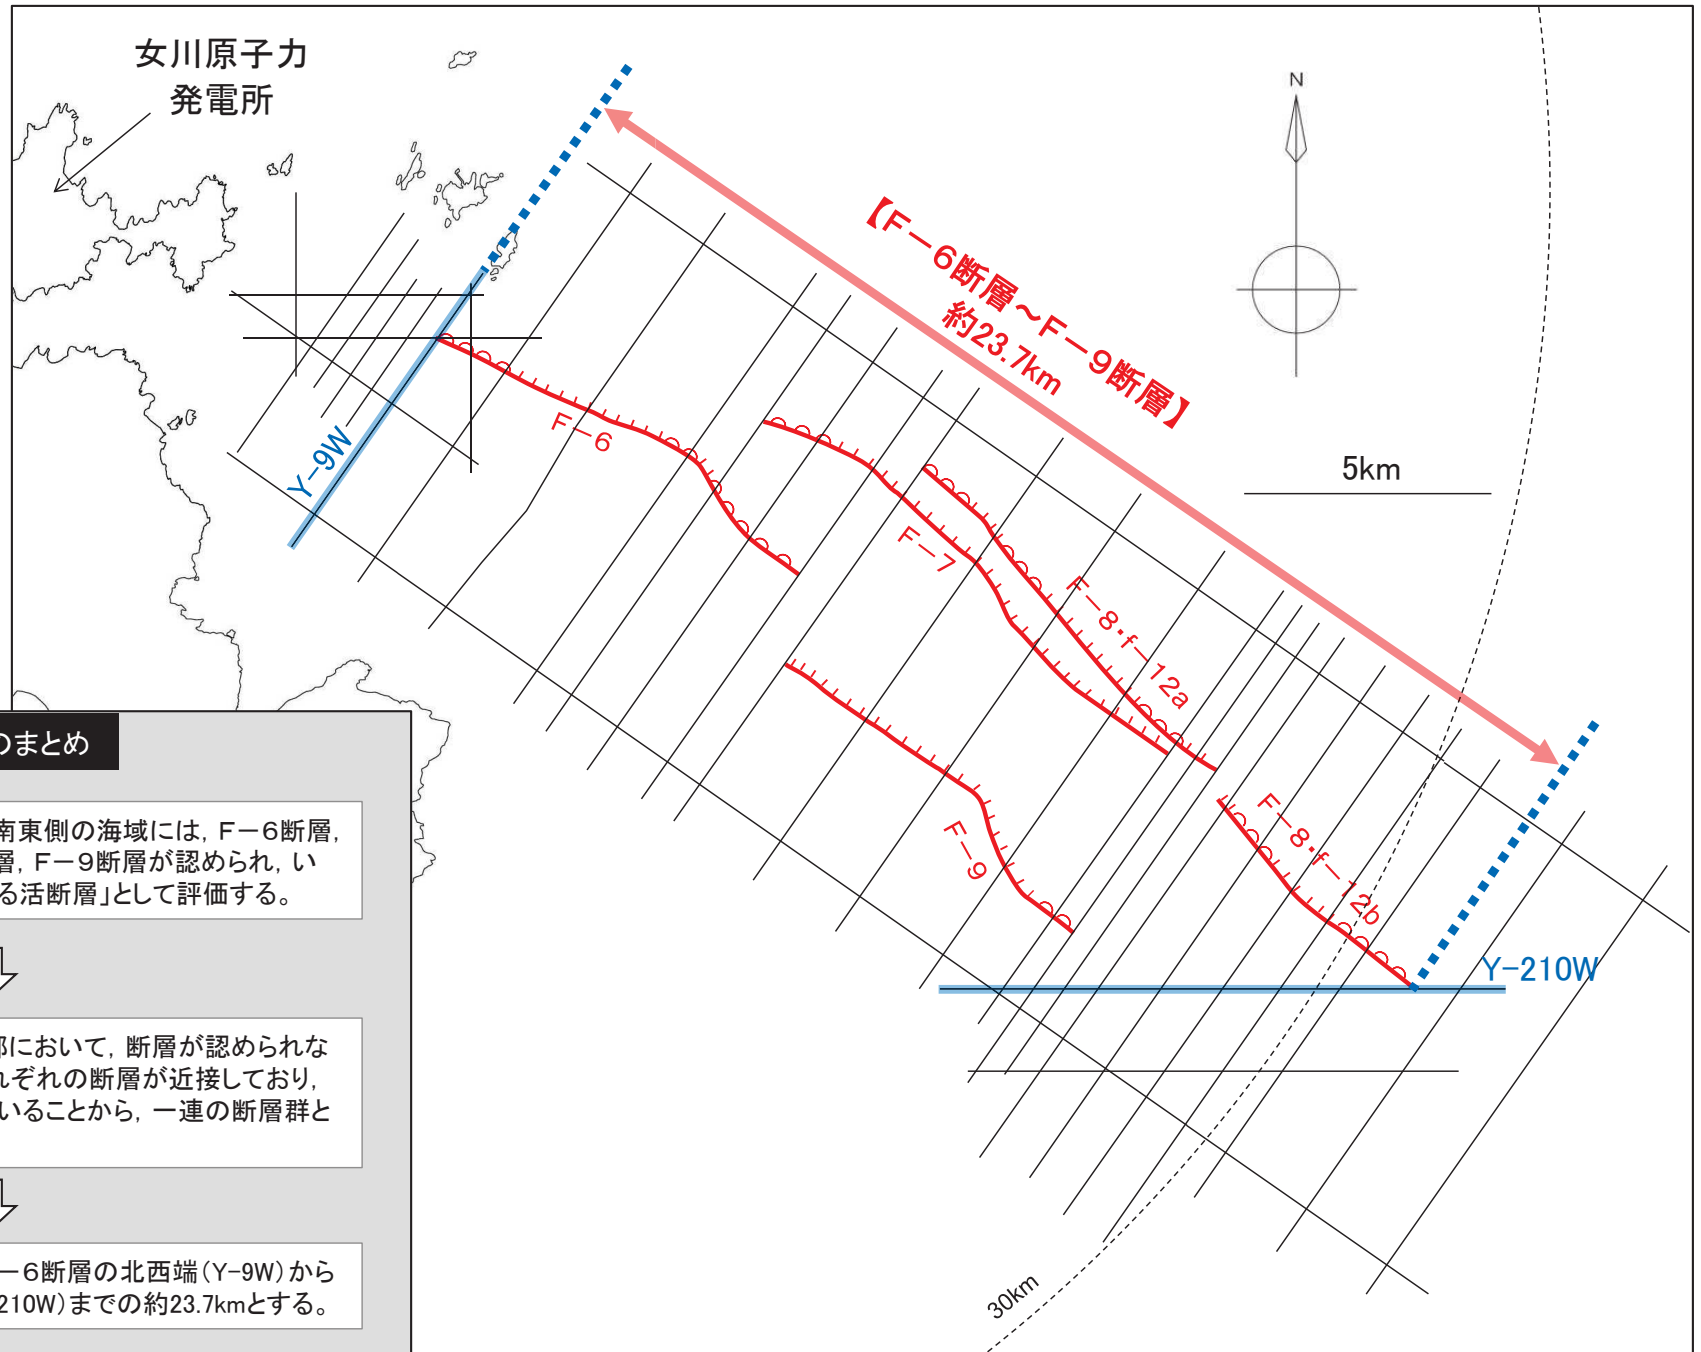 女川原子力
発電所
N
【F－6断層～F－9断層】
約23.7km
5km
Y-9W
F－6
F－7
F－8・f－12a
F－9
F－8・f－12b
Y-210W
30km
のまとめ
南東側の海域には，F－6断層，
層，F－9断層が認められ，い
る活断層」として評価する。
部において，断層が認められな
れぞれの断層が近接しており，
いることから，一連の断層群と
－6断層の北西端（Y-9W）から
210W）までの約23.7kmとする。